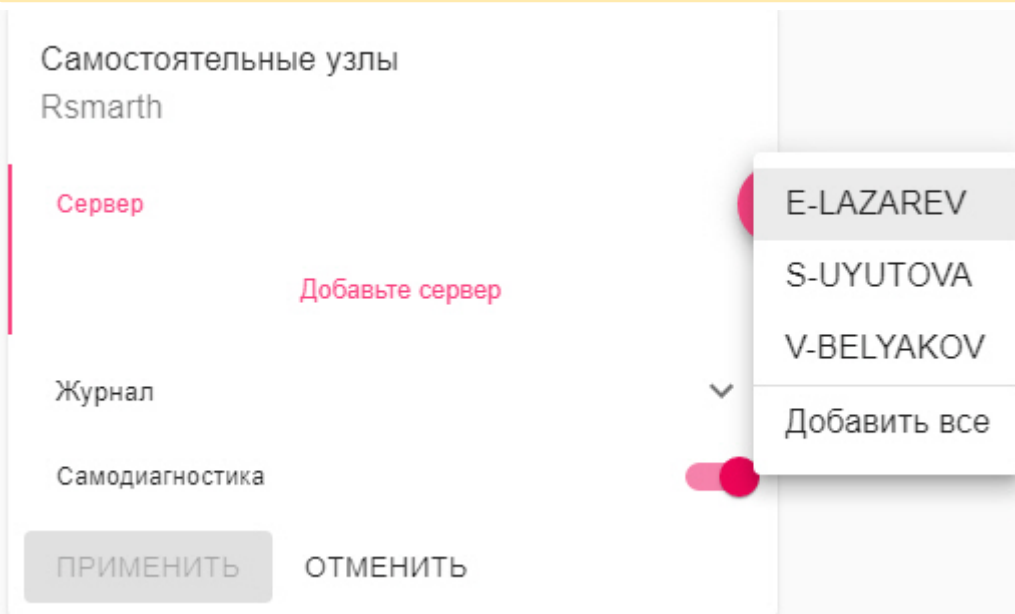 Самостоятельные узлы
Rsmarth
Сервер
Добавьте сервер
Журнал
Самодиагностика
ПРИМЕНИТЬ ОТМЕНИТЬ
E-LAZAREV
S-UYUTOVA
V-BELYAKOV
Добавить все